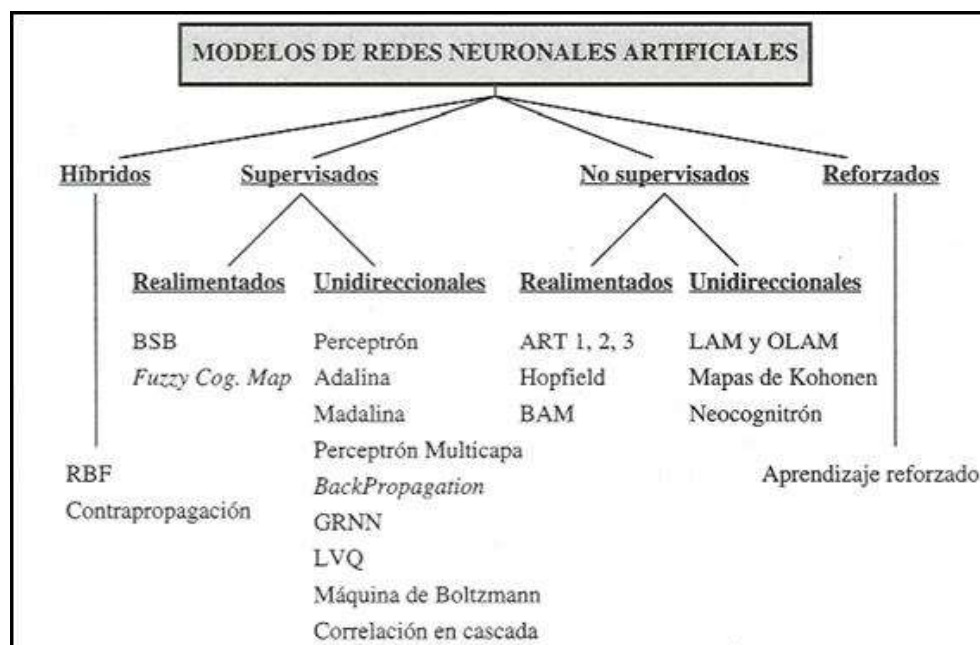 MODELOS DE REDES NEURONALES ARTIFICIALES
Híbridos
Supervisados
No supervisados
Reforzados
Realimentados
Unidireccionales
Realimentados
Unidireccionales
BSB
Fuzzy Cog. Map
Perceptrón
Adalina
Madalina
Perceptrón Multicapa
BackPropagation
GRNN
LVQ
Máquina de Boltzmann
Correlación en cascada
ART 1, 2, 3
Hopfield
BAM
LAM y OLAM
Mapas de Kohonen
Neocognitrón
RBF
Contrapropagación
Aprendizaje reforzado